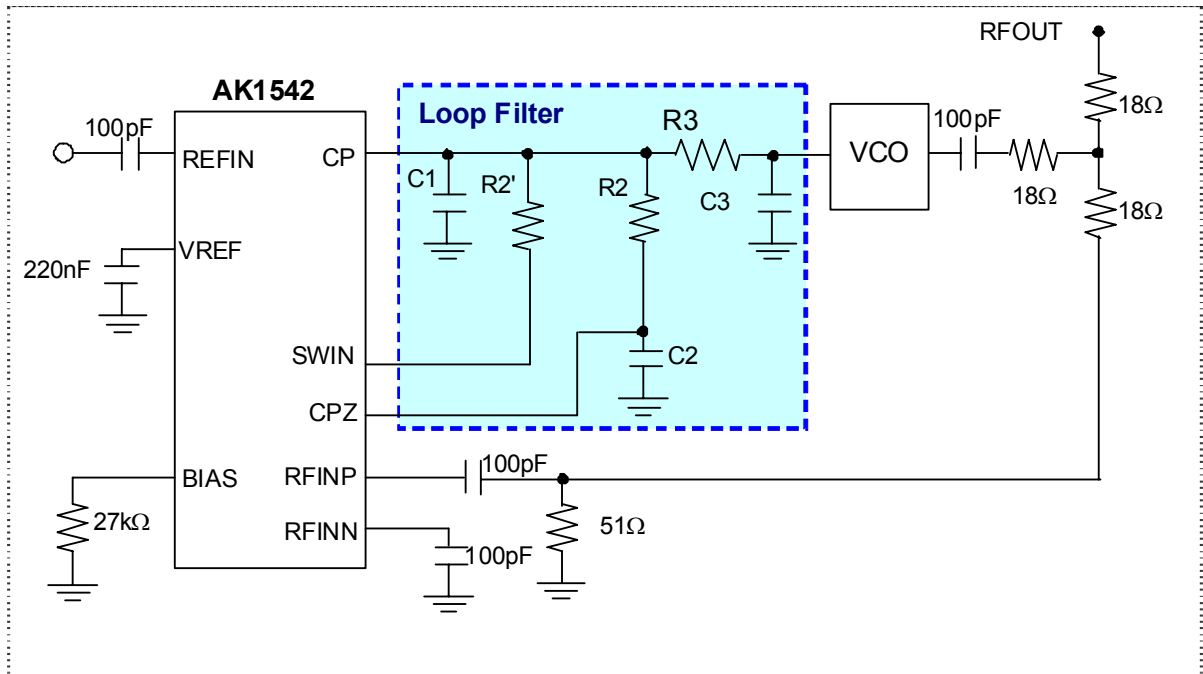 RFOUT
AK1542
Loop Filter
18Ω
100pF
REFIN
CP
C1
R2'
R2
R3
C3
VCO
100pF
18Ω
18Ω
VREF
220nF
SWIN
C2
CPZ
BIAS
RFINP
100pF
27kΩ
RFINN
100pF
51Ω